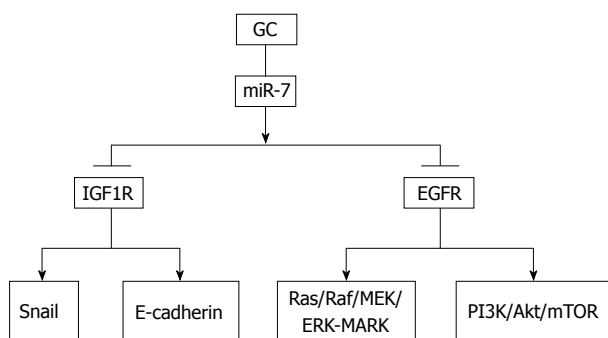 GC
miR-7
IGF1R
EGFR
Snail
E-cadherin
Ras/Raf/MEK/
ERK-MARK
PI3K/Akt/mTOR